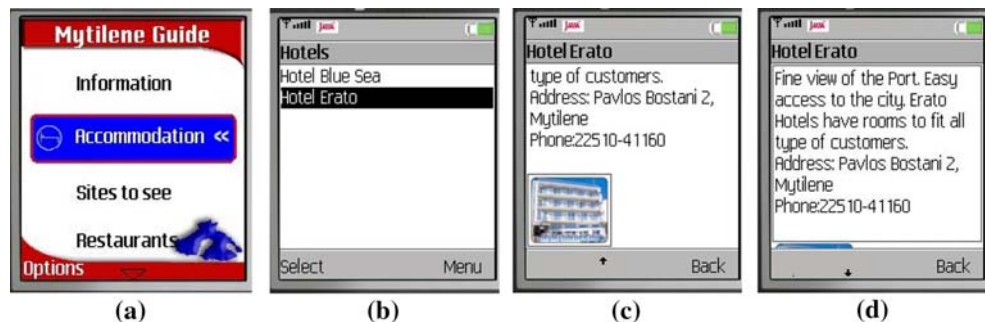 Mytilene Guide
Information
Accommodation «
Sites to see
Restaurants
Options
(a)
Java
Hotels
Hotel Blue Sea
Hotel Erato
Select Menu
(b)
Java
Hotel Erato
type of customers.
Address: Pavlos Bostani 2,
Mytilene
Phone:22510-41160
Back
(c)
Java
Hotel Erato
Fine view of the Port. Easy
access to the city. Erato
Hotels have rooms to fit all
type of customers.
Address: Pavlos Bostani 2,
Mytilene
Phone:22510-41160
Back
(d)